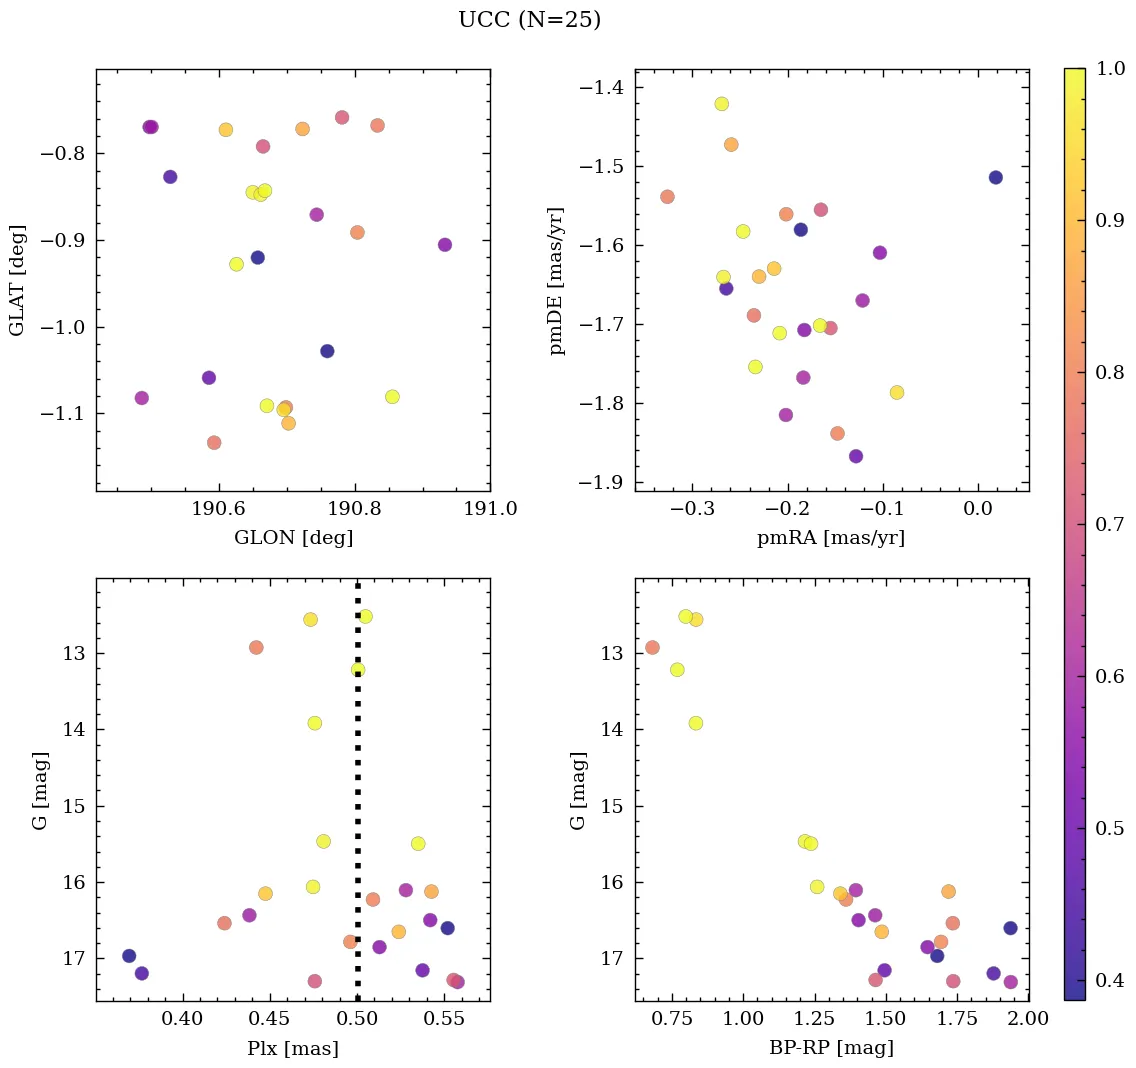 UCC (N=25)
−0.8
−0.9
−1.0
−1.1
GLAT [deg]
190.6 190.8 191.0
GLON [deg]
−1.4
−1.5
−1.6
−1.7
−1.8
−1.9
pmDE [mas/yr]
−0.3 −0.2 −0.1 0.0
pmRA [mas/yr]
13
14
15
16
17
G [mag]
0.40 0.45 0.50 0.55
Plx [mas]
13
14
15
16
17
G [mag]
0.75 1.00 1.25 1.50 1.75 2.00
BP-RP [mag]
1.0
0.9
0.8
0.7
0.6
0.5
0.4